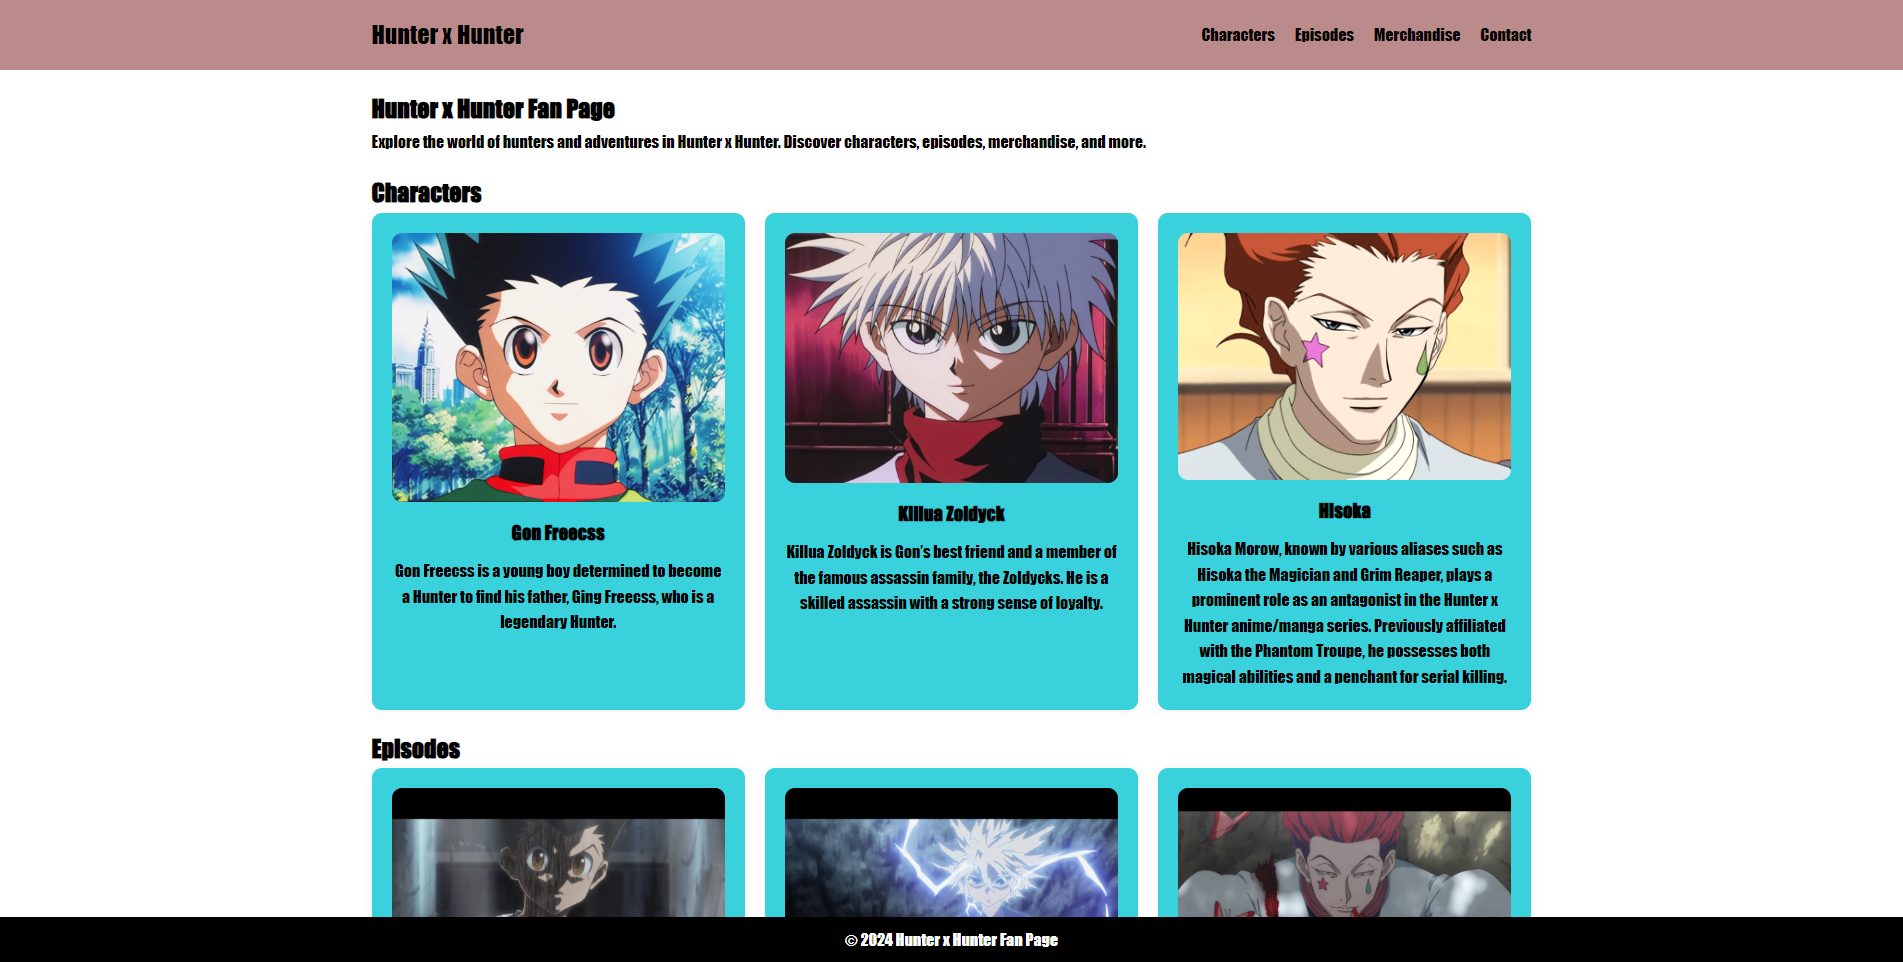 Hunter x Hunter
Characters Episodes Merchandise Contact
Hunter x Hunter Fan Page
Explore the world of hunters and adventures in Hunter x Hunter. Discover characters, episodes, merchandise, and more.
Characters
Gon Freecss
Gon Freecss is a young boy determined to become
a Hunter to find his father, Ging Freecss, who is a
legendary Hunter.
Killua Zoldyck
Killua Zoldyck is Gon's best friend and a member of
the famous assassin family, the Zoldycks. He is a
skilled assassin with a strong sense of loyalty.
Hisoka
Hisoka Morow, known by various aliases such as
Hisoka the Magician and Grim Reaper, plays a
prominent role as an antagonist in the Hunter x
Hunter anime/manga series. Previously affiliated
with the Phantom Troupe, he possesses both
magical abilities and a penchant for serial killing.
Episodes
© 2024 Hunter x Hunter Fan Page